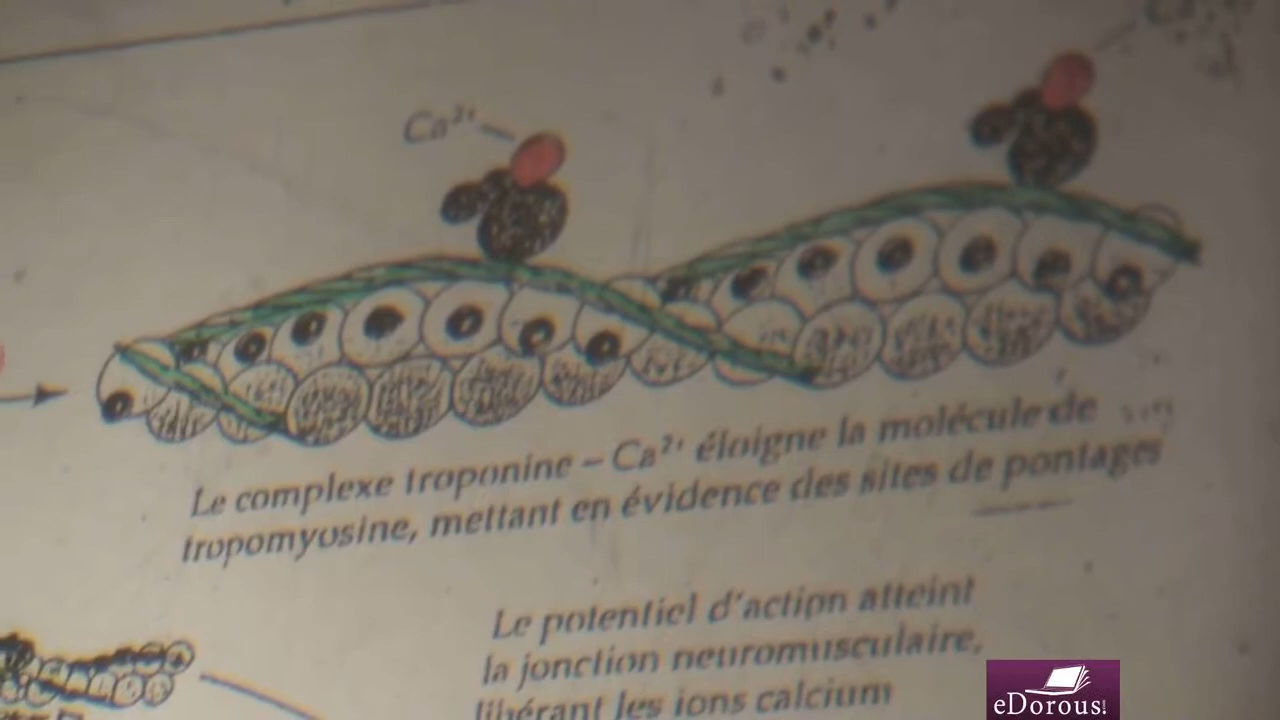 Ca²⁺
Le complexe troponine – Ca²⁺ éloigne la molécule de
tropomyosine, mettant en évidence des sites de pontages
Le potentiel d'action atteint
la jonction neuromusculaire,
libérant les ions calcium
eDorous!